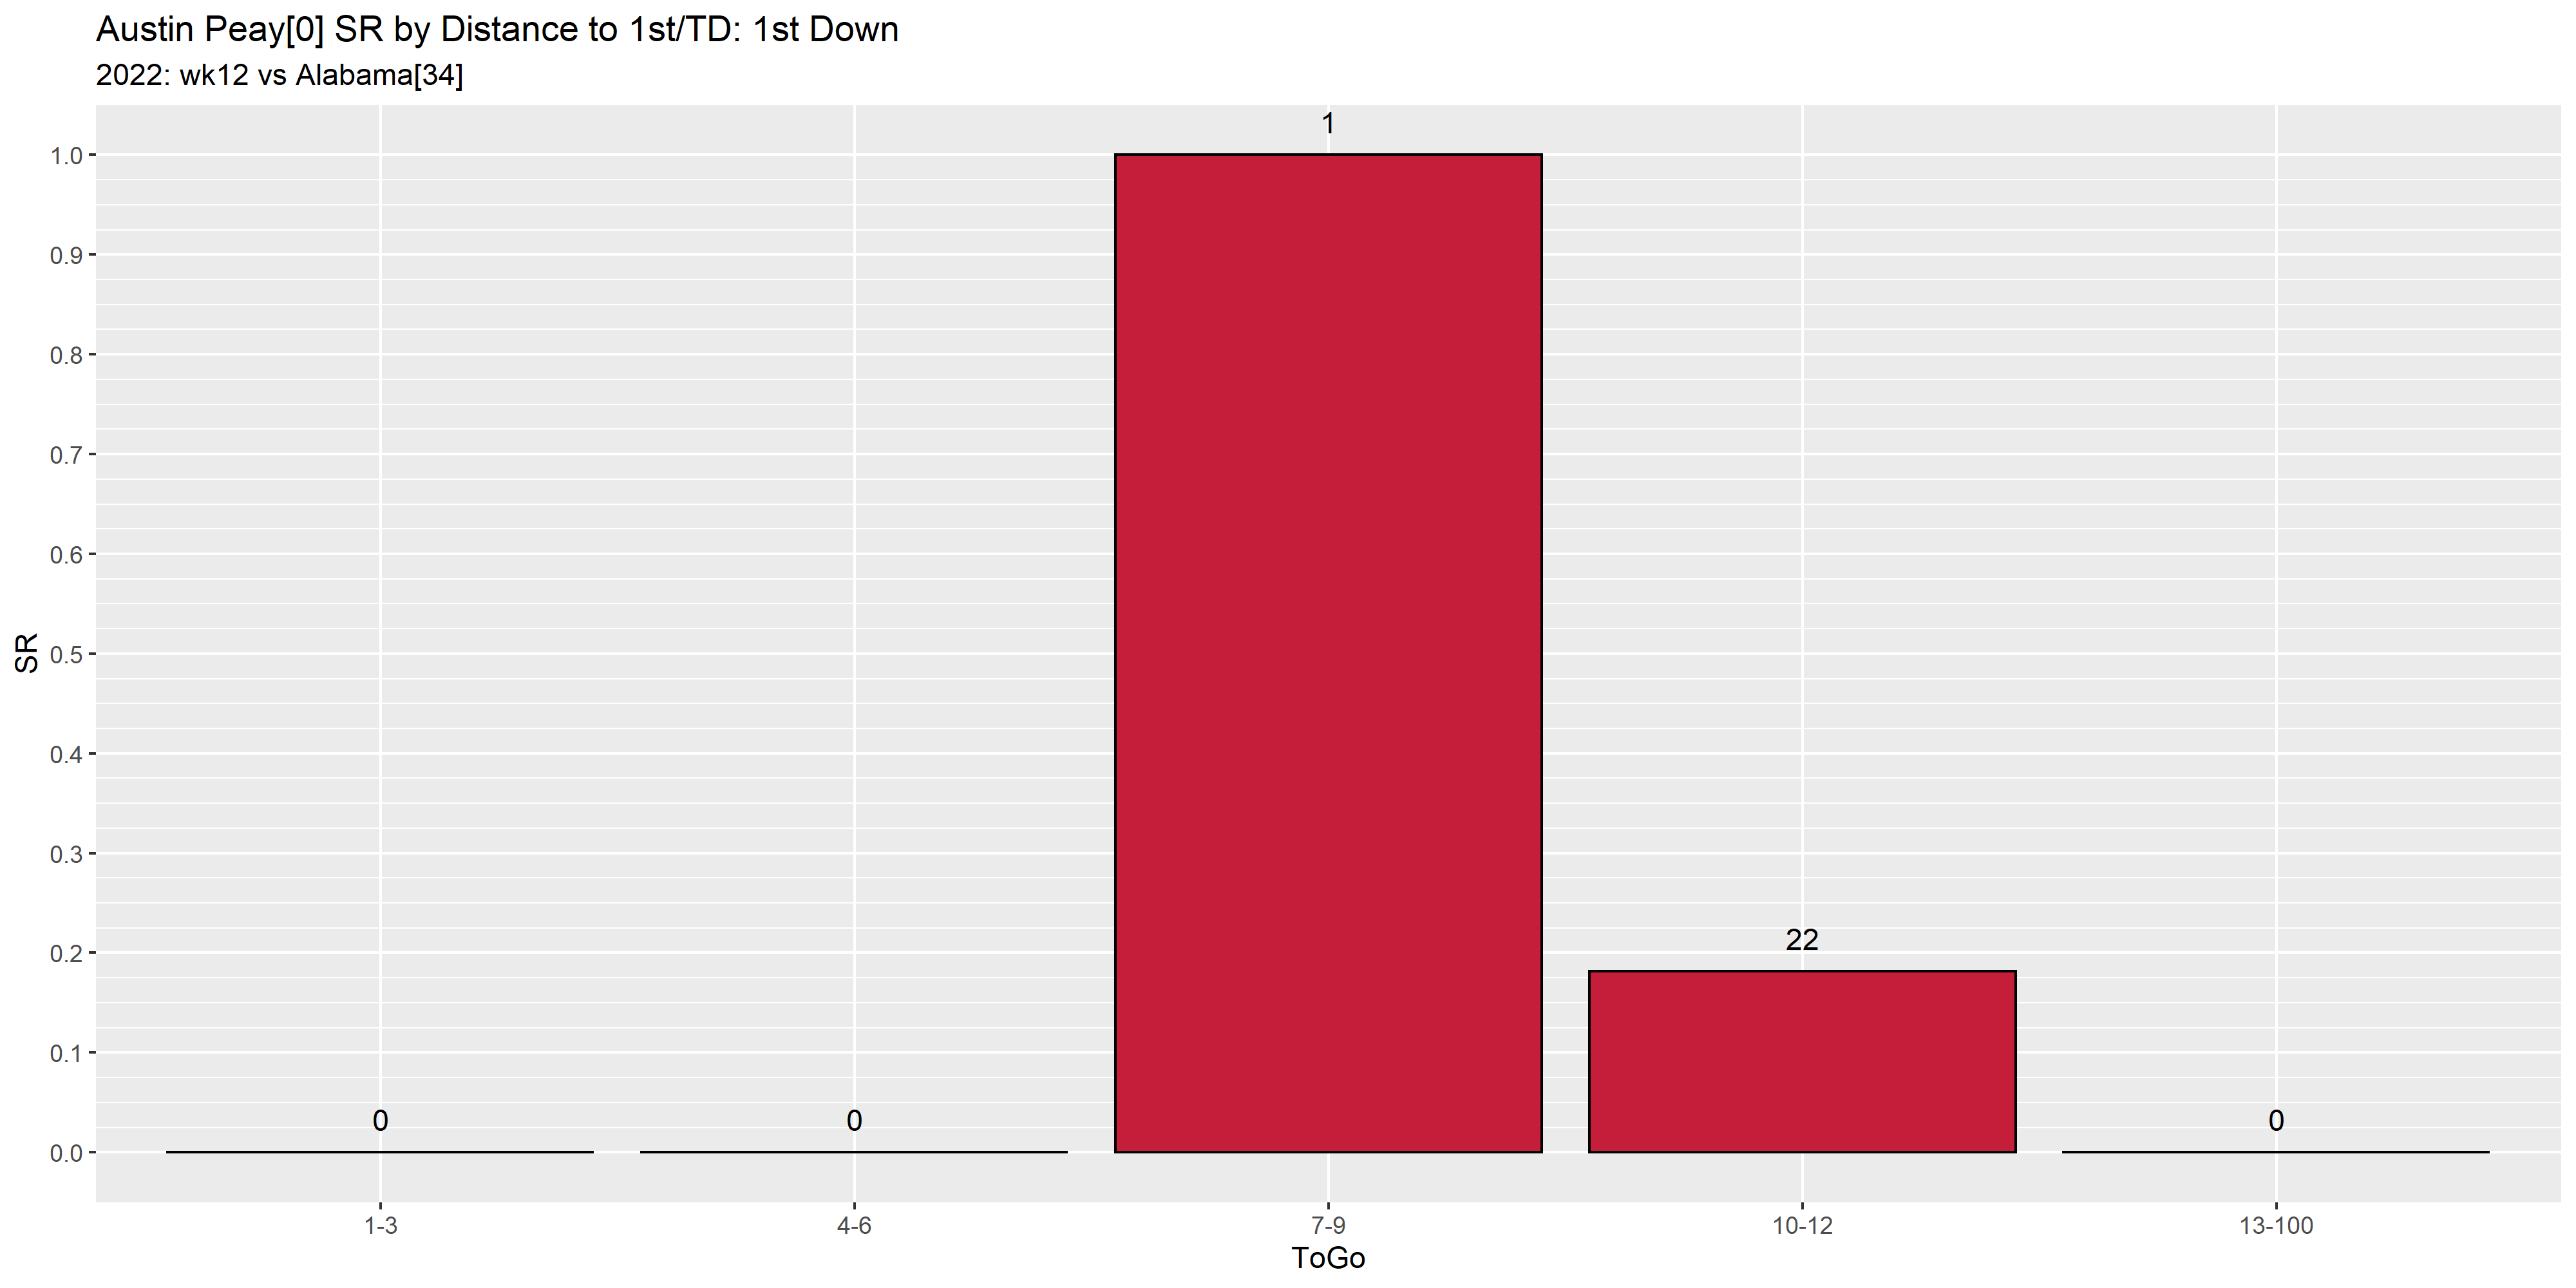 Austin Peay[0] SR by Distance to 1st/TD: 1st Down
2022: wk12 vs Alabama[34]
1
1.0
0.9
0.8
0.7
0.6
0.5
SR
0.4
0.3
22
0.2
0.1
0 0 0
0.0
1-3 4-6 7-9 10-12 13-100
ToGo